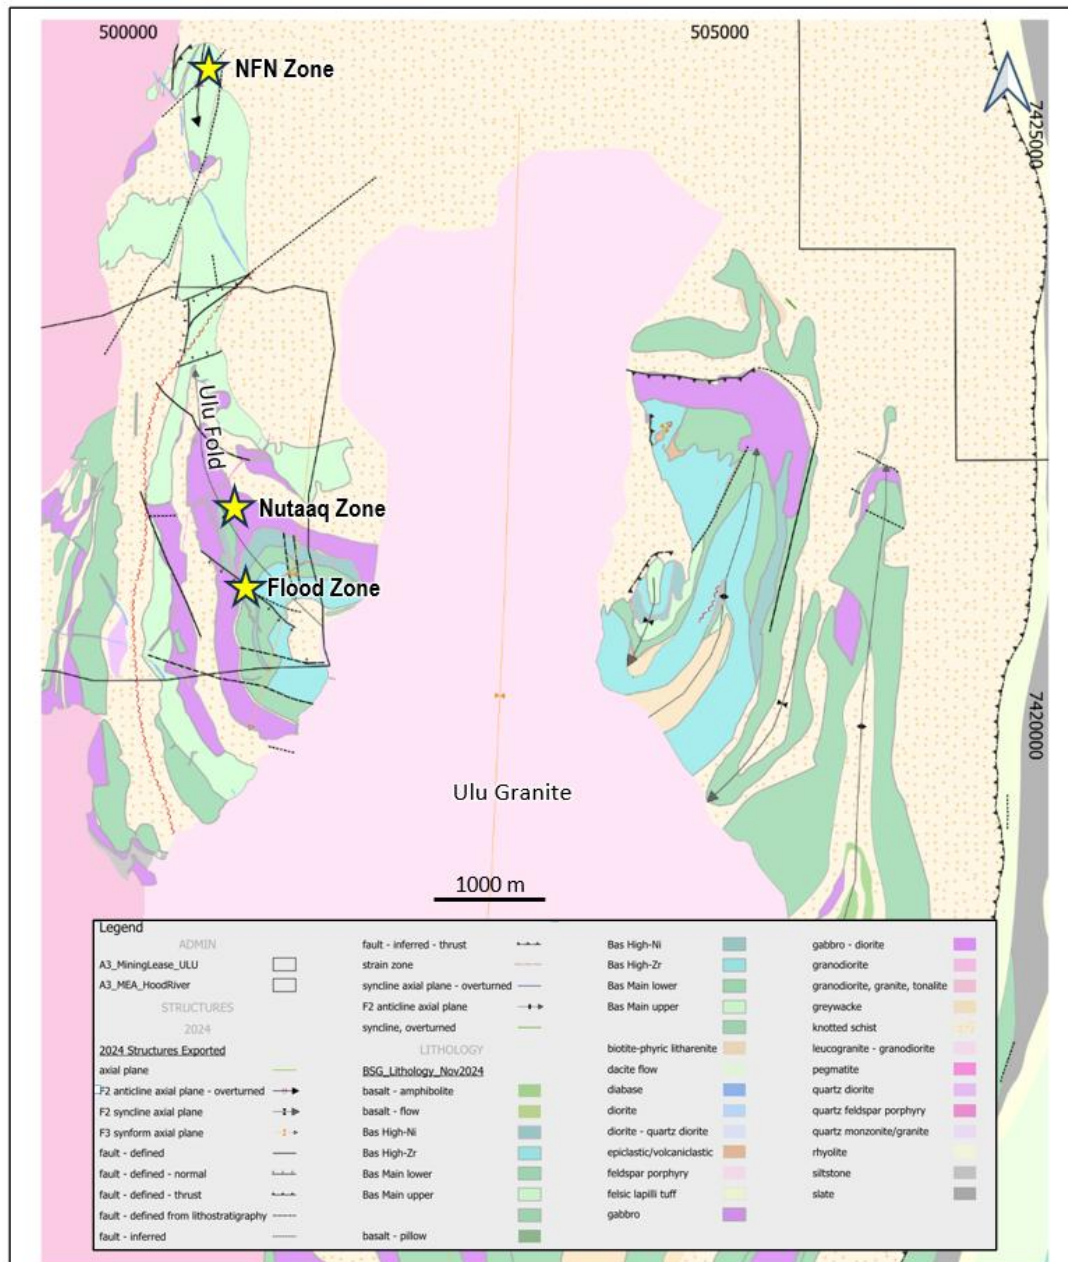 500000
505000
NFN Zone
7425000
Ulu Fold
Nutaaq Zone
Flood Zone
7420000
Ulu Granite
1000 m
Legend
ADMIN
A3_MiningLease_ULU
A3_MEA_HoodRiver
STRUCTURES
2024
2024 Structures Exported
axial plane
F2 anticline axial plane - overturned
F2 syncline axial plane
F3 synform axial plane
fault - defined
fault - defined - normal
fault - defined - thrust
fault - defined from lithostratigraphy
fault - inferred
fault - inferred - thrust
strain zone
syncline axial plane - overturned
F2 anticline axial plane
syncline, overturned
LITHOLOGY
BSG_Lithology_Nov2024
basalt - amphibolite
basalt - flow
Bas High-Ni
Bas High-Zr
Bas Main lower
Bas Main upper
basalt - pillow
Bas High-Ni
Bas High-Zr
Bas Main lower
Bas Main upper
biotite-phyric litharenite
dacite flow
diabase
diorite
diorite - quartz diorite
epiclastic/volcaniclastic
feldspar porphyry
felsic lapilli tuff
gabbro
gabbro - diorite
granodiorite
granodiorite, granite, tonalite
greywacke
knotted schist
leucogranite - granodiorite
pegmatite
quartz diorite
quartz feldspar porphyry
quartz monzonite/granite
rhyolite
siltstone
slate